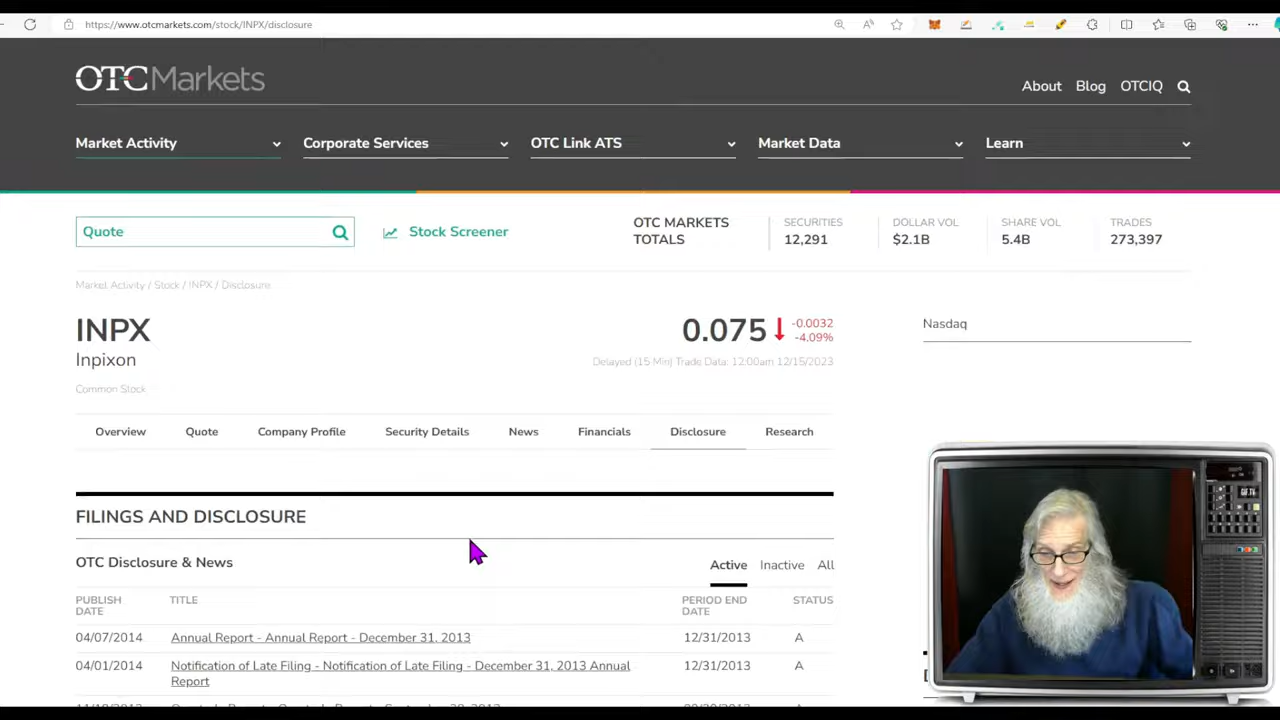 https://www.otcmarkets.com/stock/INPX/disclosure
OTCMarkets
About Blog OTCIQ
Market Activity Corporate Services OTC Link ATS Market Data Learn
Quote Stock Screener
OTC MARKETS TOTALS
SECURITIES 12,291
DOLLAR VOL $2.1B
SHARE VOL 5.4B
TRADES 273,397
Market Activity / Stock / INPX / Disclosure
INPX
Inpixon
Common Stock
0.075 -0.0032
-4.09%
Delayed (15 Min) Trade Data: 12:00am 12/15/2023
Nasdaq
Overview Quote Company Profile Security Details News Financials Disclosure Research
FILINGS AND DISCLOSURE
OTC Disclosure & News Active Inactive All
PUBLISH DATE TITLE PERIOD END DATE STATUS
04/07/2014 Annual Report - Annual Report - December 31, 2013 12/31/2013 A
04/01/2014 Notification of Late Filing - Notification of Late Filing - December 31, 2013 Annual 12/31/2013 A
Report